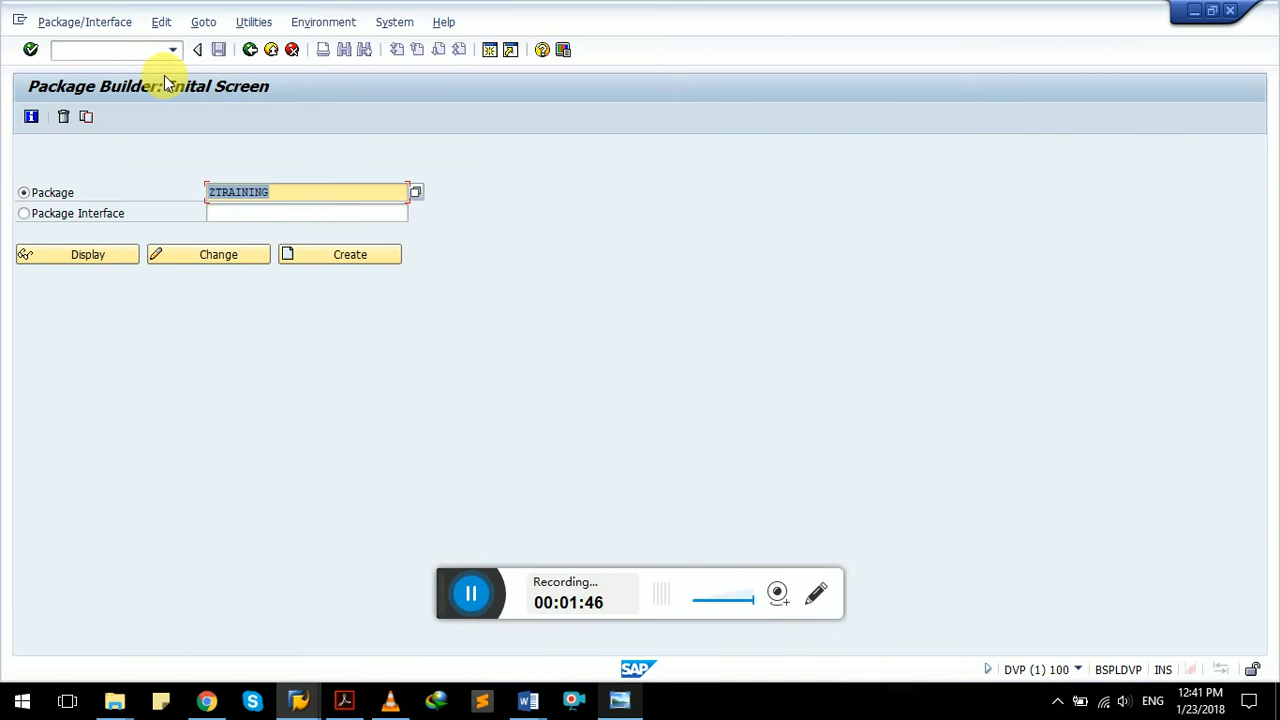 Package/Interface Edit Goto Utilities Environment System Help
Package Builder: Inital Screen
Package ZTRAINING
Package Interface
Display Change Create
Recording...
00:01:46
SAP DVP (1) 100 BSPLDVP INS
ENG 12:41 PM
1/23/2018